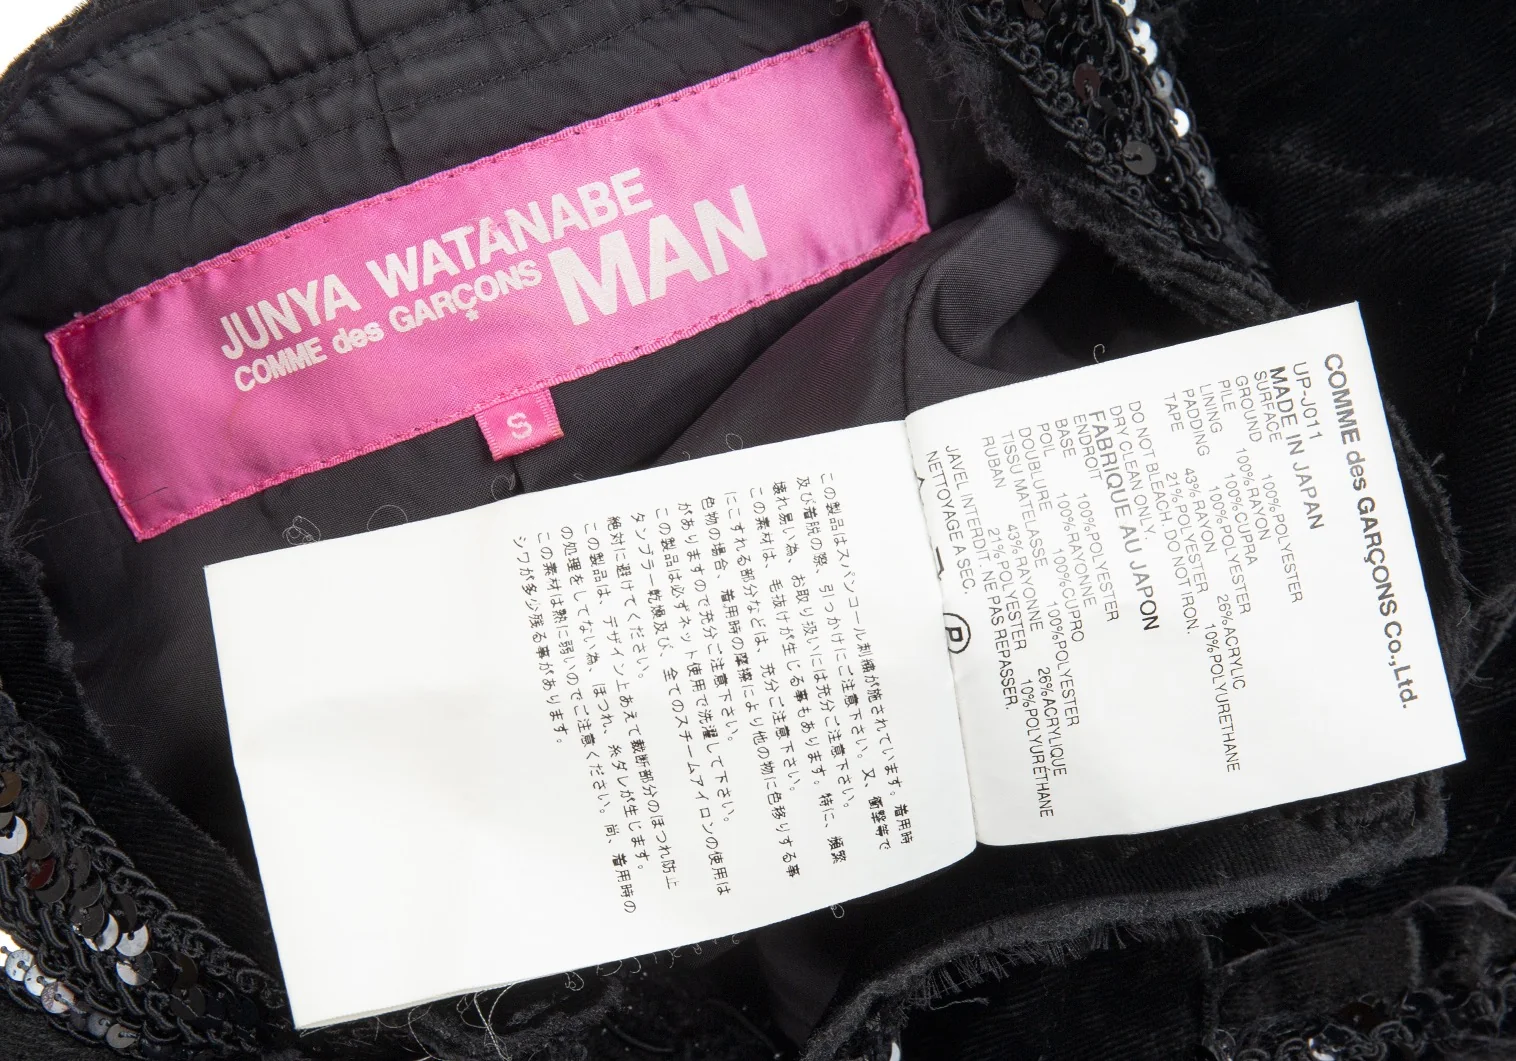 JUNYA WATANABE
COMME des GARÇONS MAN
S
COMME des GARÇONS Co.,Ltd.
UP-J011
MADE IN JAPAN
SURFACE 100%POLYESTER
GROUND 100%RAYON
PILE 100%CUPRA
LINING 100%POLYESTER
PADDING 43%RAYON 26%ACRYLIC
21%POLYESTER 10%POLYURETHANE
TAPE
DO NOT BLEACH. DO NOT IRON.
DRY CLEAN ONLY.
FABRIQUE AU JAPON
ENDROIT 100%POLYESTER
BASE 100%RAYONNE
POIL 100%CUPRO
DOUBLURE 100%POLYESTER
TISSU MATELASSE 43%RAYONNE 26%ACRYLIQUE
21%POLYESTER 10%POLYURÉTHANE
RUBAN
JAVEL INTERDIT. NE PAS REPASSER.
NETTOYAGE A SEC.
P
この製品はスパンコール刺繍が施されています。着用時
及び着脱の際、引っかけにご注意下さい。又、衝撃等で
壊れ易い為、お取り扱いには充分ご注意下さい。
この素材は、毛抜けが生じる事もあります。特に、頻繁
にこすれる部分などは、充分ご注意下さい。
色物の場合、着用時の摩擦により他の物に色移りする事
がありますので充分ご注意下さい。
この製品は必ずネット使用で洗濯して下さい。
タンブラー乾燥及び、全てのスチームアイロンの使用は
絶対に避けてください。
この製品は、デザイン上あえて裁断部分のほつれ防止
の処理をしてない為、ほつれ、糸ダレが生じます。
この素材は熱に弱いのでご注意ください。尚、着用時の
シワが多少残る事があります。